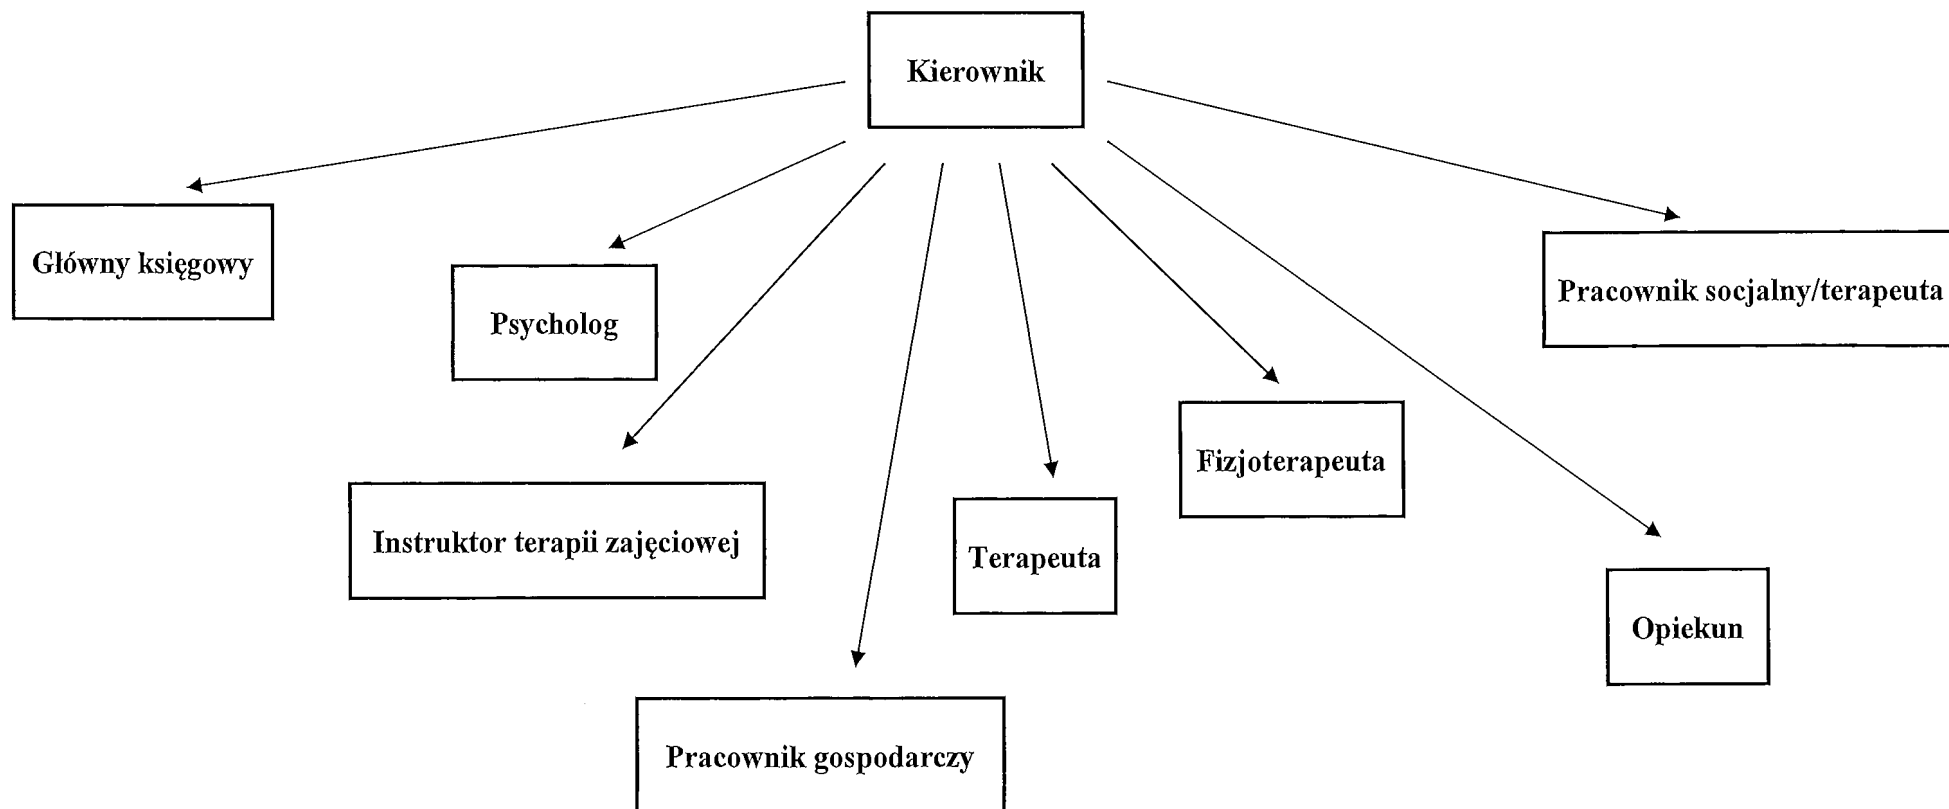 Kierownik
Główny księgowy
Psycholog
Pracownik socjalny/terapeuta
Instruktor terapii zajęciowej
Terapeuta
Fizjoterapeuta
Opiekun
Pracownik gospodarczy